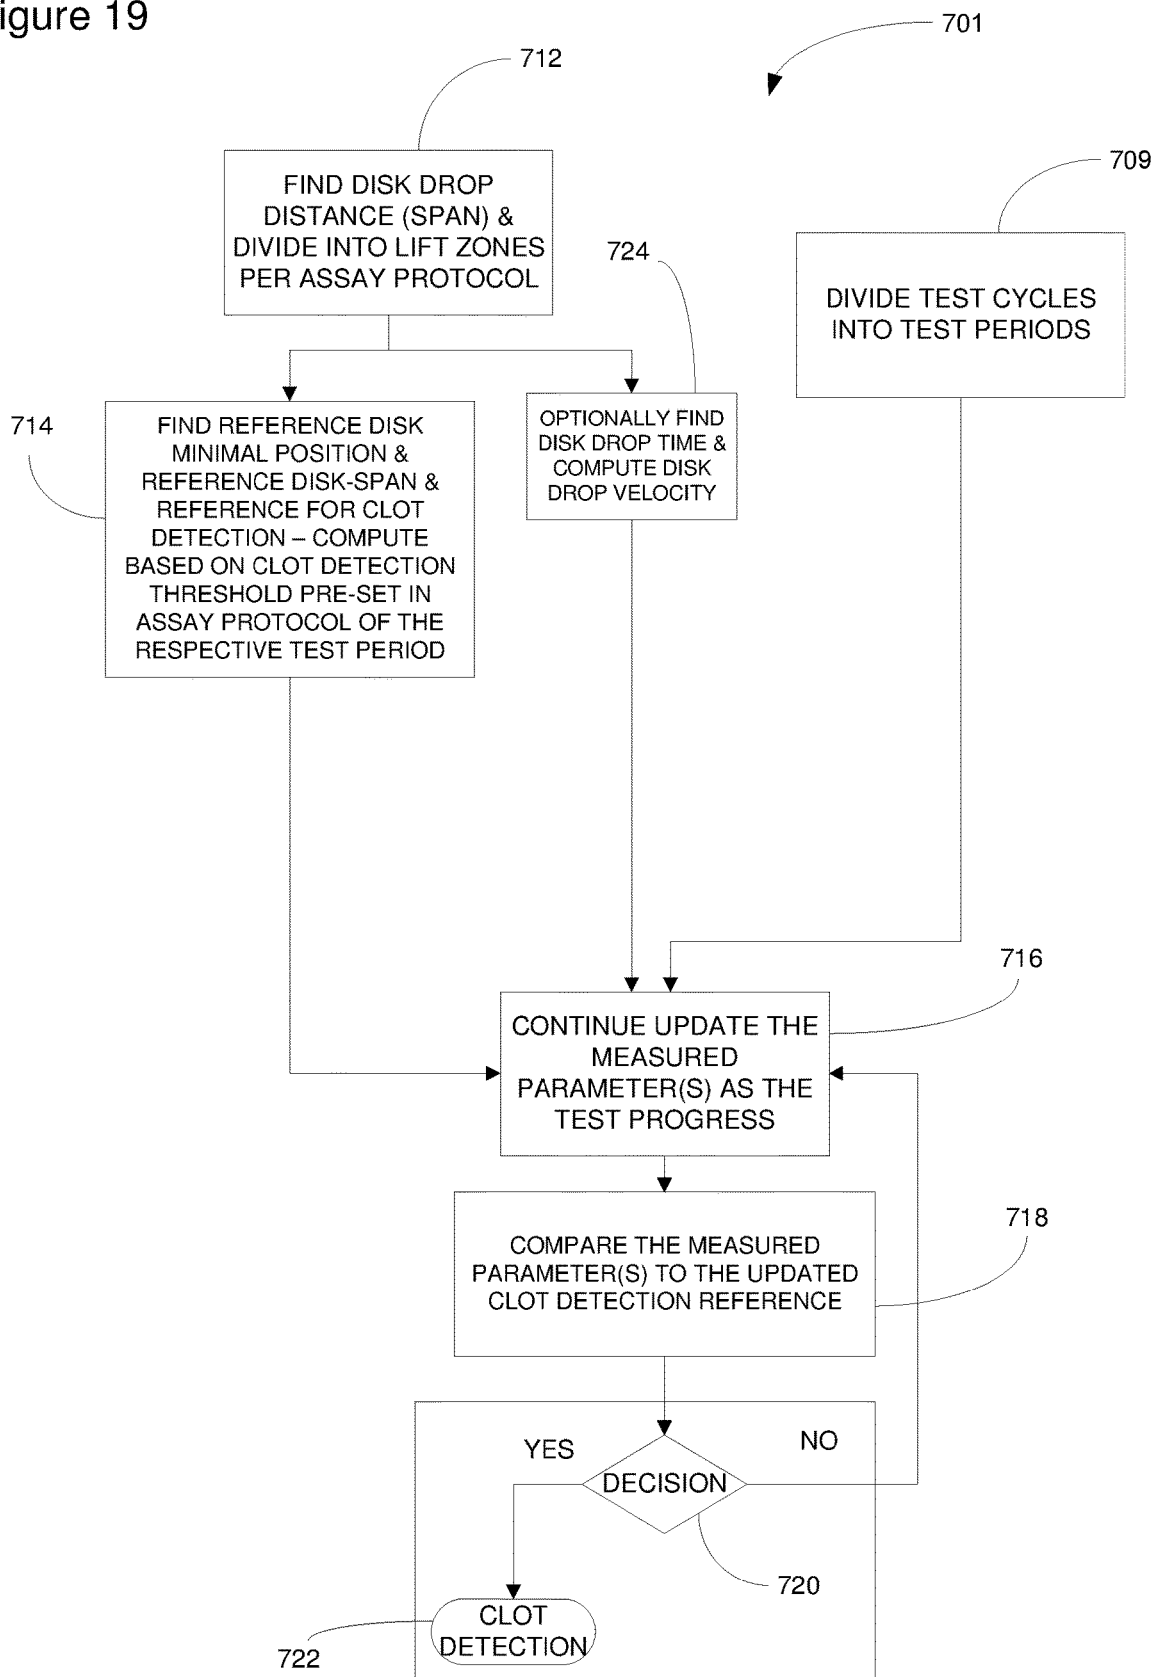 igure 19
701
712
709
FIND DISK DROP
DISTANCE (SPAN) &
DIVIDE INTO LIFT ZONES
PER ASSAY PROTOCOL
724
DIVIDE TEST CYCLES
INTO TEST PERIODS
714
FIND REFERENCE DISK
MINIMAL POSITION &
REFERENCE DISK-SPAN &
REFERENCE FOR CLOT
DETECTION – COMPUTE
BASED ON CLOT DETECTION
THRESHOLD PRE-SET IN
ASSAY PROTOCOL OF THE
RESPECTIVE TEST PERIOD
OPTIONALLY FIND
DISK DROP TIME &
COMPUTE DISK
DROP VELOCITY
716
CONTINUE UPDATE THE
MEASURED
PARAMETER(S) AS THE
TEST PROGRESS
718
COMPARE THE MEASURED
PARAMETER(S) TO THE UPDATED
CLOT DETECTION REFERENCE
YES
NO
DECISION
720
CLOT
DETECTION
722